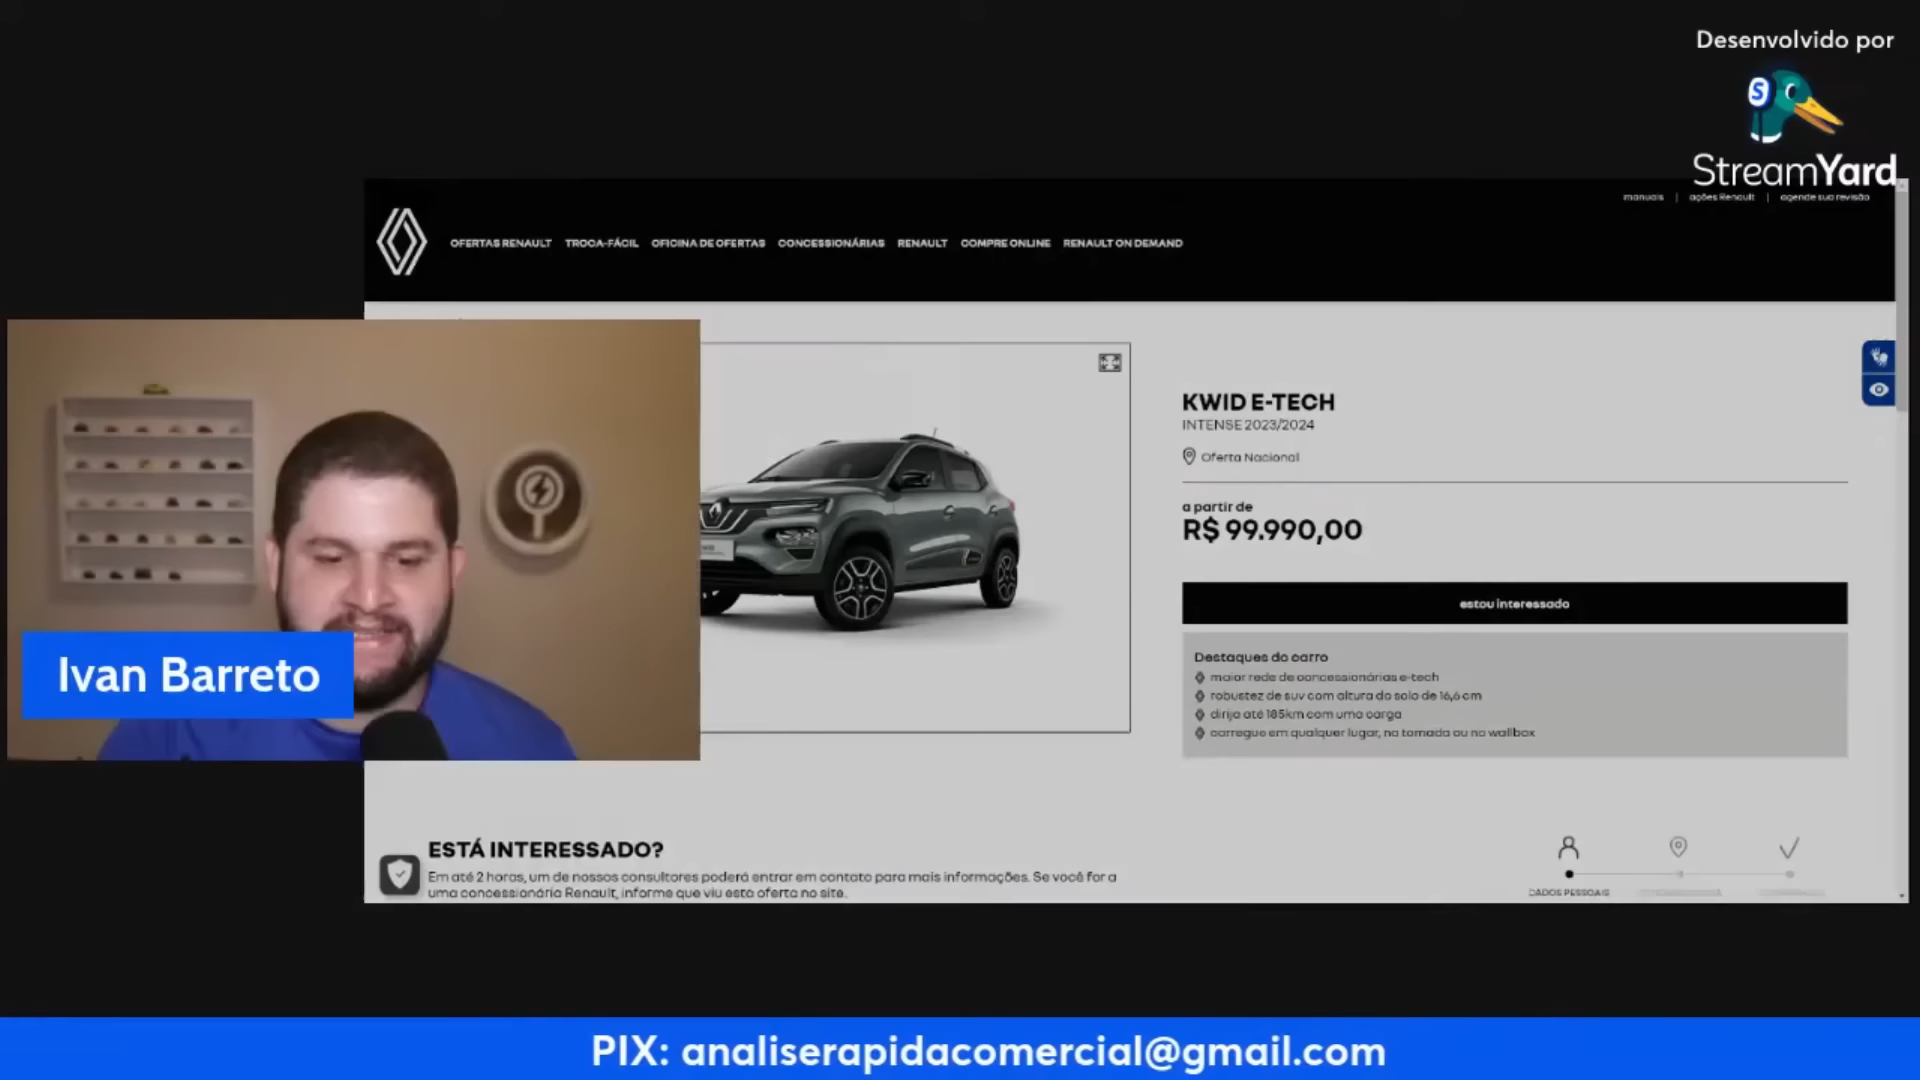 Desenvolvido por
StreamYard
manuais | ações Renault | agende sua revisão
OFERTAS RENAULT TROCA-FÁCIL OFICINA DE OFERTAS CONCESSIONÁRIAS RENAULT COMPRE ONLINE RENAULT ON DEMAND
KWID E-TECH
INTENSE 2023/2024
Oferta Nacional
a partir de
R$ 99.990,00
estou interessado
Destaques do carro
maior rede de concessionárias e-tech
robustez de suv com altura do solo de 16,6 cm
dirija até 185km com uma carga
carregue em qualquer lugar, na tomada ou no wallbox
Ivan Barreto
ESTÁ INTERESSADO?
Em até 2 horas, um de nossos consultores poderá entrar em contato para mais informações. Se você for a
uma concessionária Renault, informe que viu esta oferta no site.
DADOS PESSOAIS
PIX: analiserapidacomercial@gmail.com